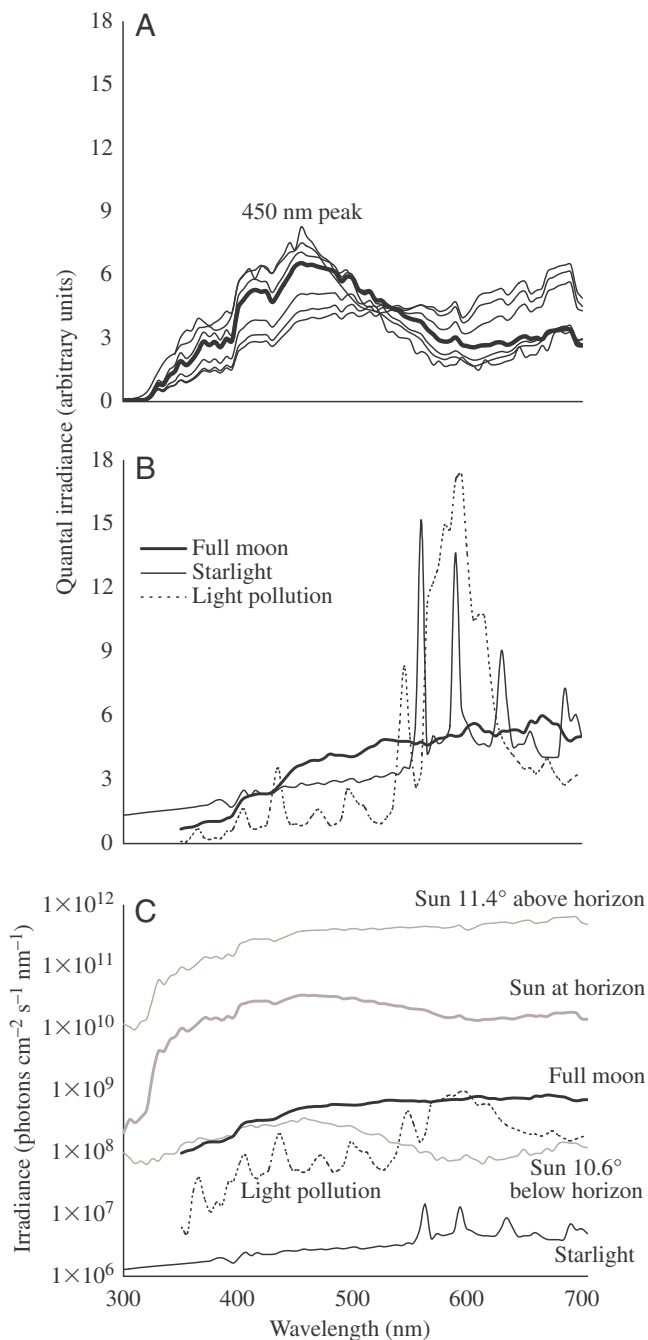 A
18
15
12
9
6
3
0
450 nm peak
Quantal irradiance (arbitrary units)
B
18
15
12
9
6
3
0
Full moon
Starlight
Light pollution
C
1×10¹²
1×10¹¹
1×10¹⁰
1×10⁹
1×10⁸
1×10⁷
1×10⁶
Irradiance (photons cm⁻² s⁻¹ nm⁻¹)
Sun 11.4° above horizon
Sun at horizon
Full moon
Light pollution
Sun 10.6°
below horizon
Starlight
300
400
500
600
700
Wavelength (nm)